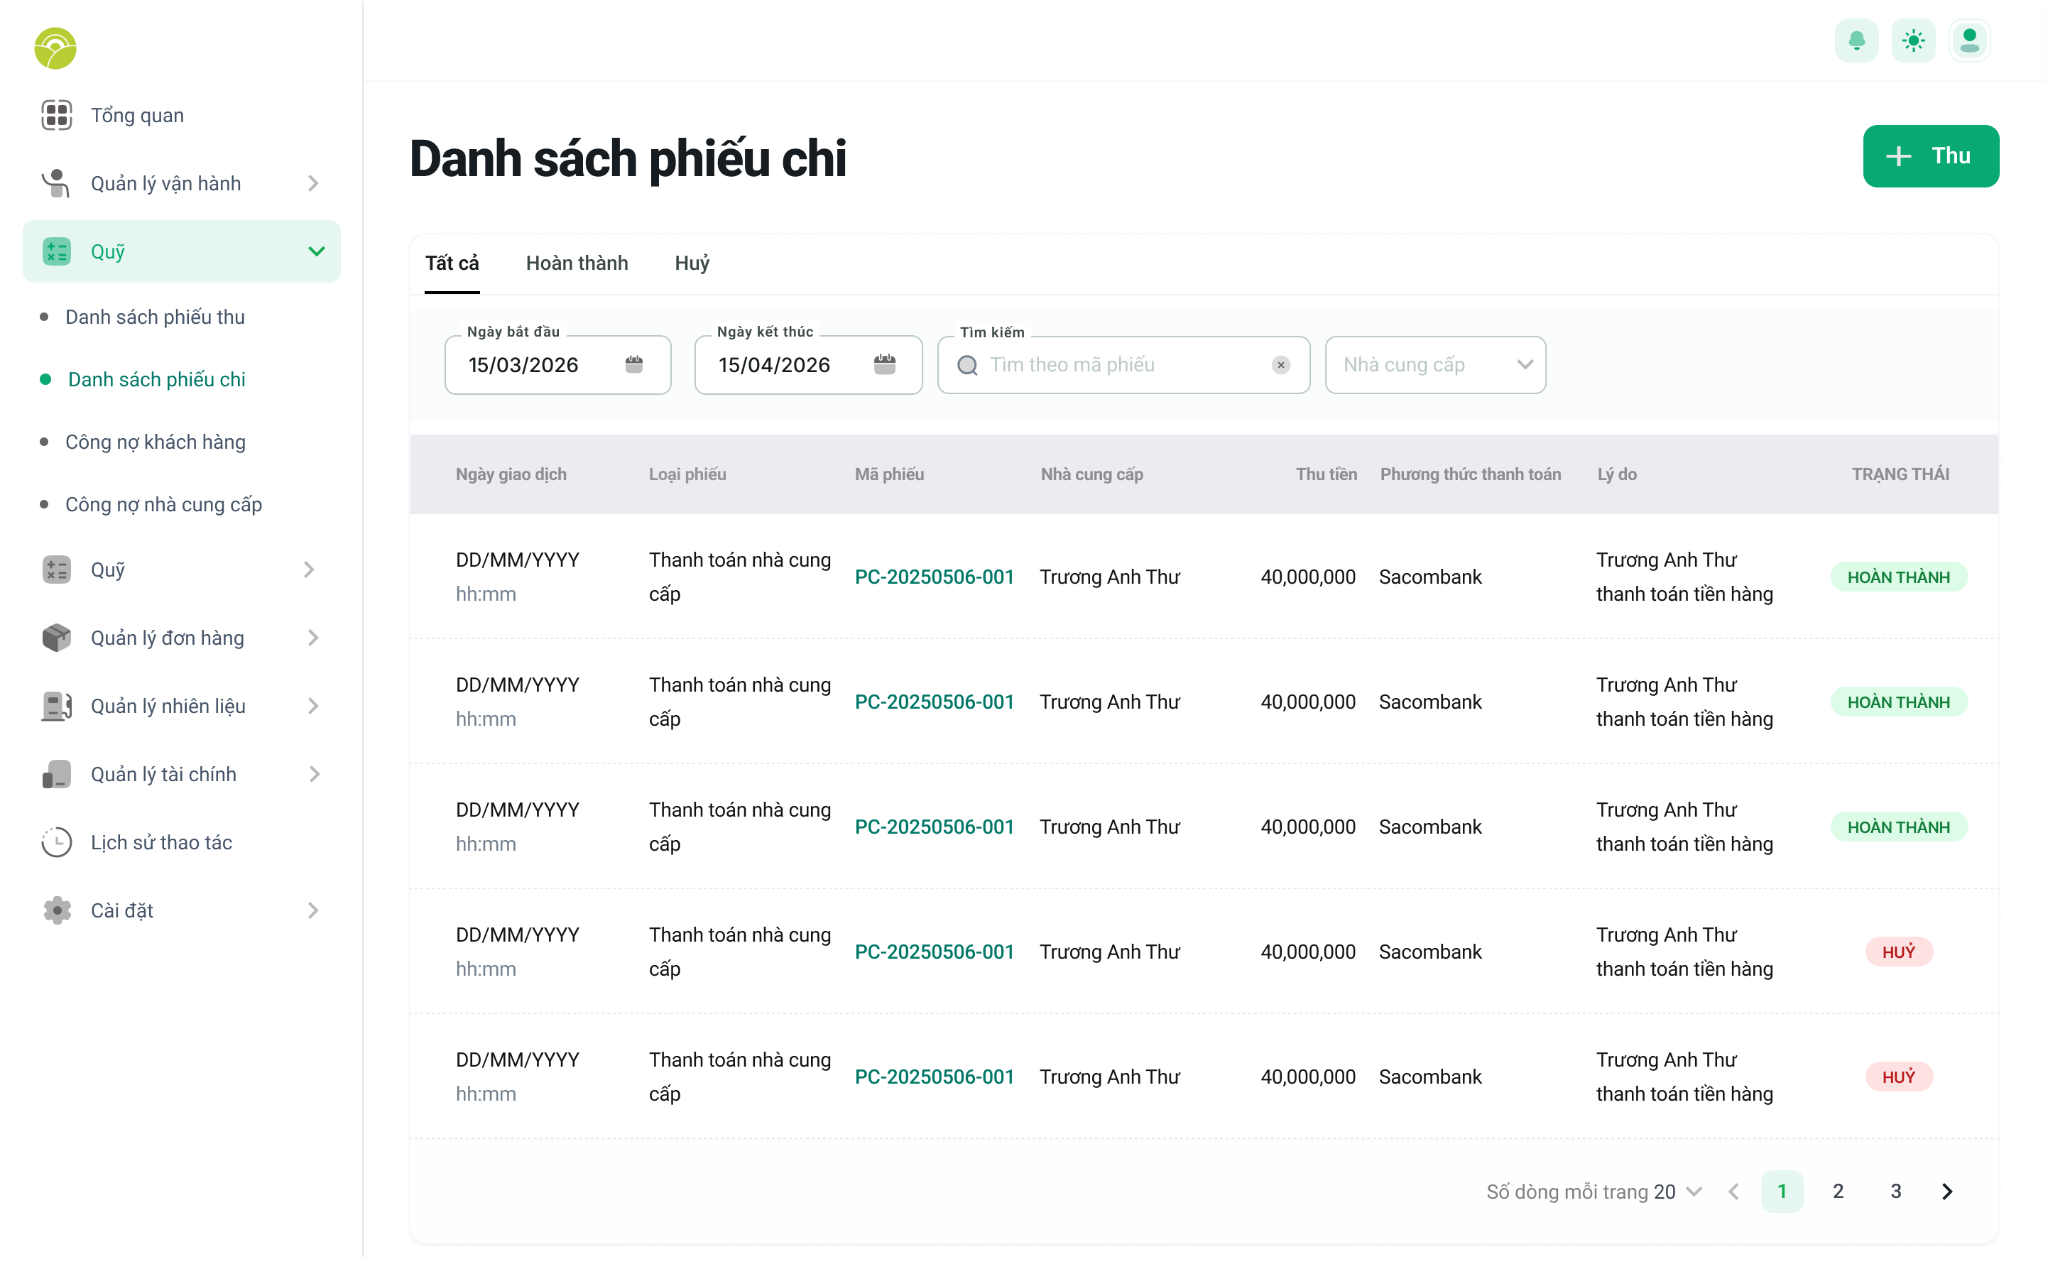 Tổng quan
Quản lý vận hành
Quỹ
Danh sách phiếu thu
Danh sách phiếu chi
Công nợ khách hàng
Công nợ nhà cung cấp
Quỹ
Quản lý đơn hàng
Quản lý nhiên liệu
Quản lý tài chính
Lịch sử thao tác
Cài đặt
Danh sách phiếu chi
Thu
Tất cả Hoàn thành Huỷ
Ngày bắt đầu Ngày kết thúc Tìm kiếm
15/03/2026 15/04/2026 Tìm theo mã phiếu Nhà cung cấp
Ngày giao dịch Loại phiếu Mã phiếu Nhà cung cấp Thu tiền Phương thức thanh toán Lý do TRẠNG THÁI
DD/MM/YYYY Thanh toán nhà cung Trương Anh Thư
PC-20250506-001 Trương Anh Thư 40,000,000 Sacombank HOÀN THÀNH
hh:mm cấp thanh toán tiền hàng
DD/MM/YYYY Thanh toán nhà cung Trương Anh Thư
PC-20250506-001 Trương Anh Thư 40,000,000 Sacombank HOÀN THÀNH
hh:mm cấp thanh toán tiền hàng
DD/MM/YYYY Thanh toán nhà cung Trương Anh Thư
PC-20250506-001 Trương Anh Thư 40,000,000 Sacombank HOÀN THÀNH
hh:mm cấp thanh toán tiền hàng
DD/MM/YYYY Thanh toán nhà cung Trương Anh Thư
PC-20250506-001 Trương Anh Thư 40,000,000 Sacombank HUỶ
hh:mm cấp thanh toán tiền hàng
DD/MM/YYYY Thanh toán nhà cung Trương Anh Thư
PC-20250506-001 Trương Anh Thư 40,000,000 Sacombank HUỶ
hh:mm cấp thanh toán tiền hàng
Số dòng mỗi trang 20 1 2 3